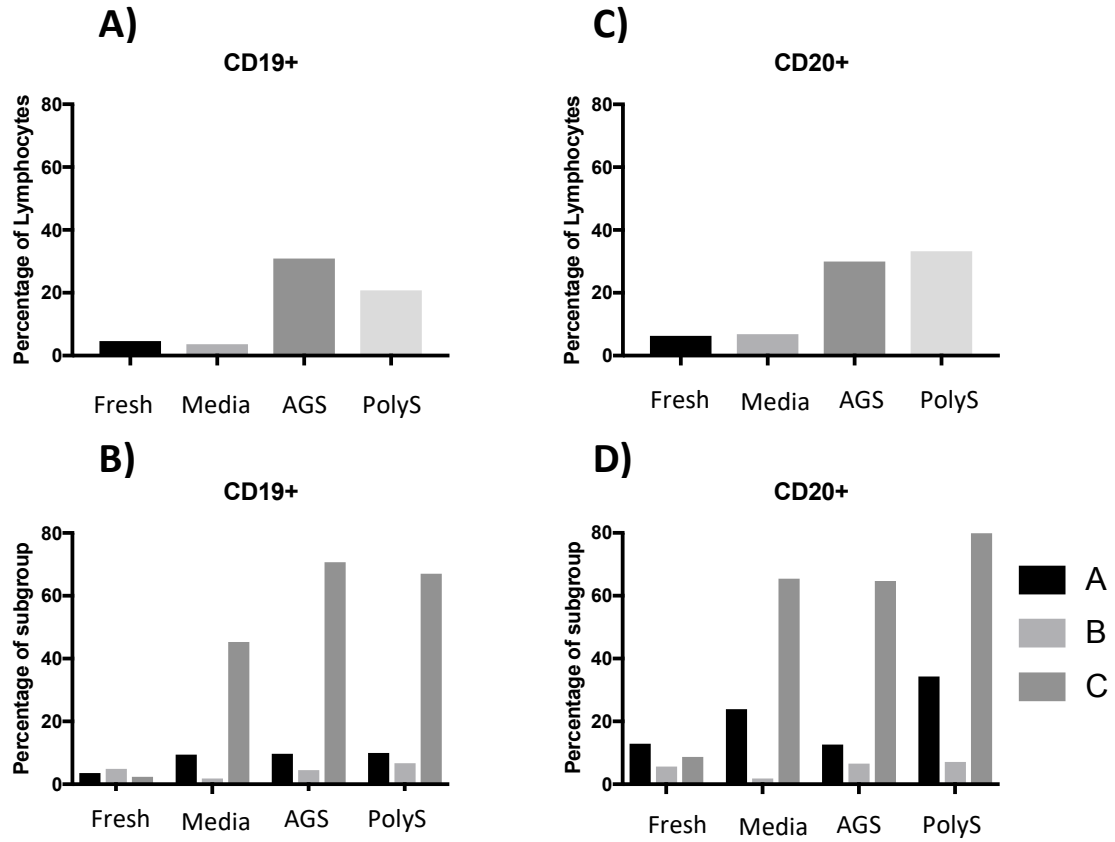 A)
CD19+
Percentage of Lymphocytes
80
60
40
20
0
Fresh Media AGS PolyS
C)
CD20+
Percentage of Lymphocytes
80
60
40
20
0
Fresh Media AGS PolyS
B)
CD19+
Percentage of subgroup
80
60
40
20
0
Fresh Media AGS PolyS
D)
CD20+
Percentage of subgroup
80
60
40
20
0
Fresh Media AGS PolyS
A
B
C